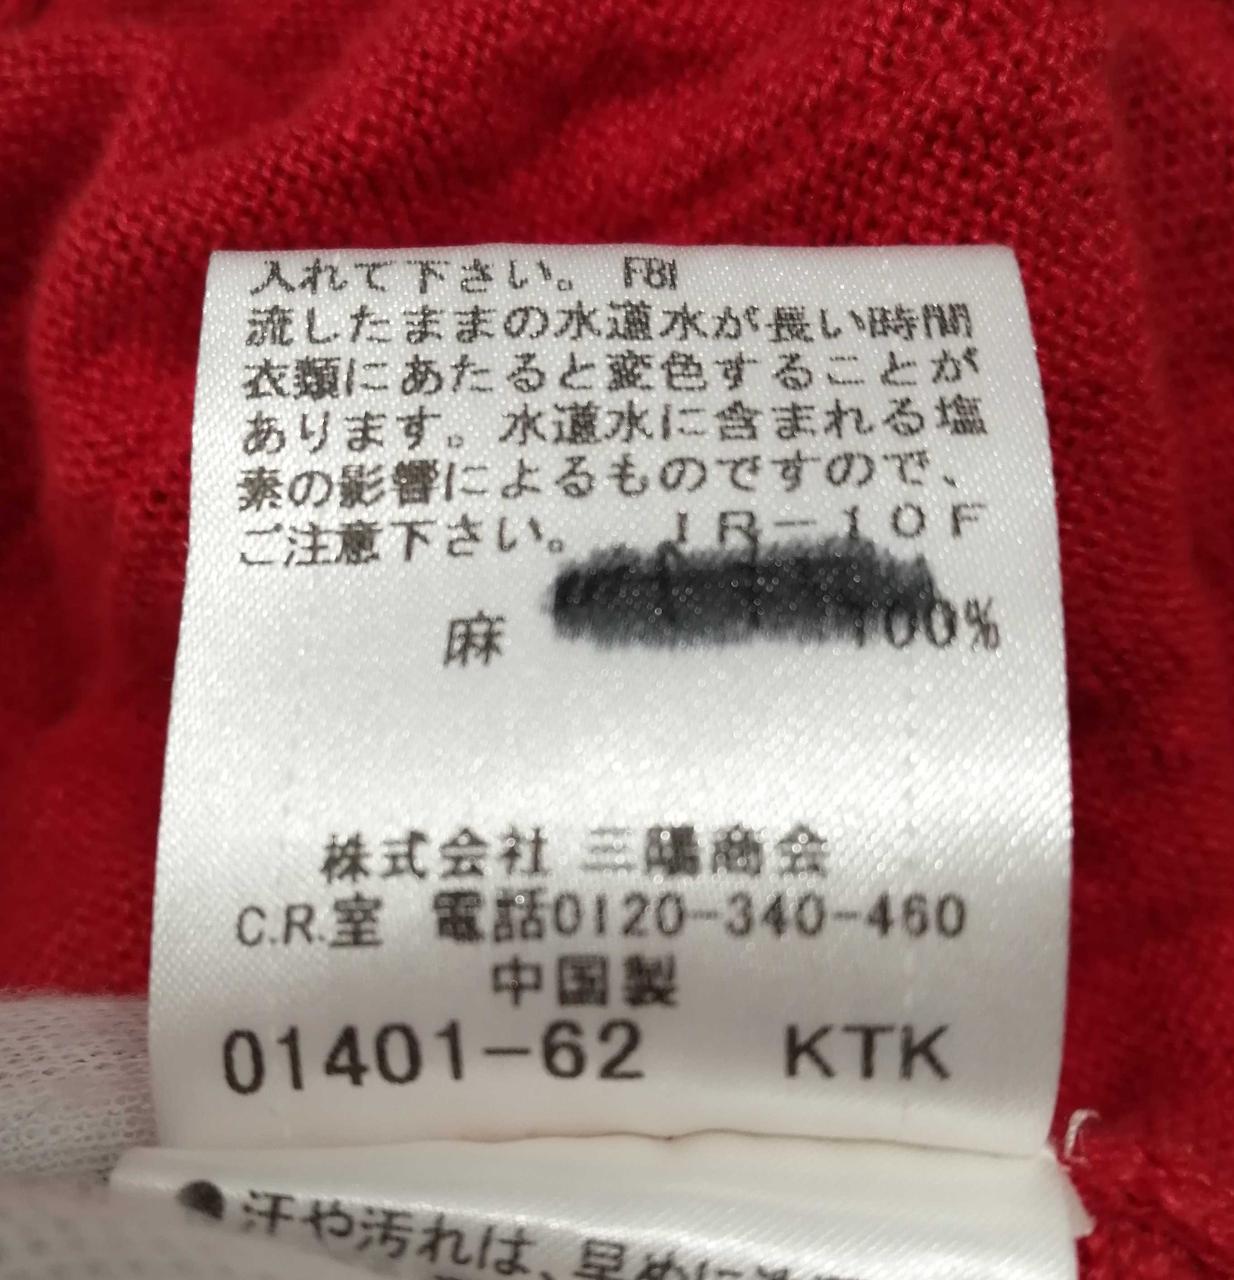 入れて下さい。 F81
流したままの水道水が長い時間
衣類にあたると変色することが
あります。水道水に含まれる塩
素の影響によるものですので、
ご注意下さい。 IR-10F
麻 100%
株式会社 三陽商会
C.R.室 電話0120-340-460
中国製
01401-62 KTK
●汗や汚れは、早めに